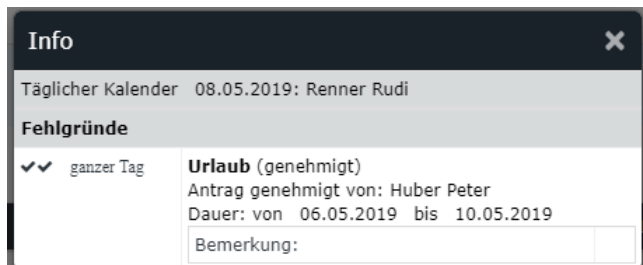 Info
Täglicher Kalender 08.05.2019: Renner Rudi
Fehlgründe
ganzer Tag Urlaub (genehmigt)
Antrag genehmigt von: Huber Peter
Dauer: von 06.05.2019 bis 10.05.2019
Bemerkung: